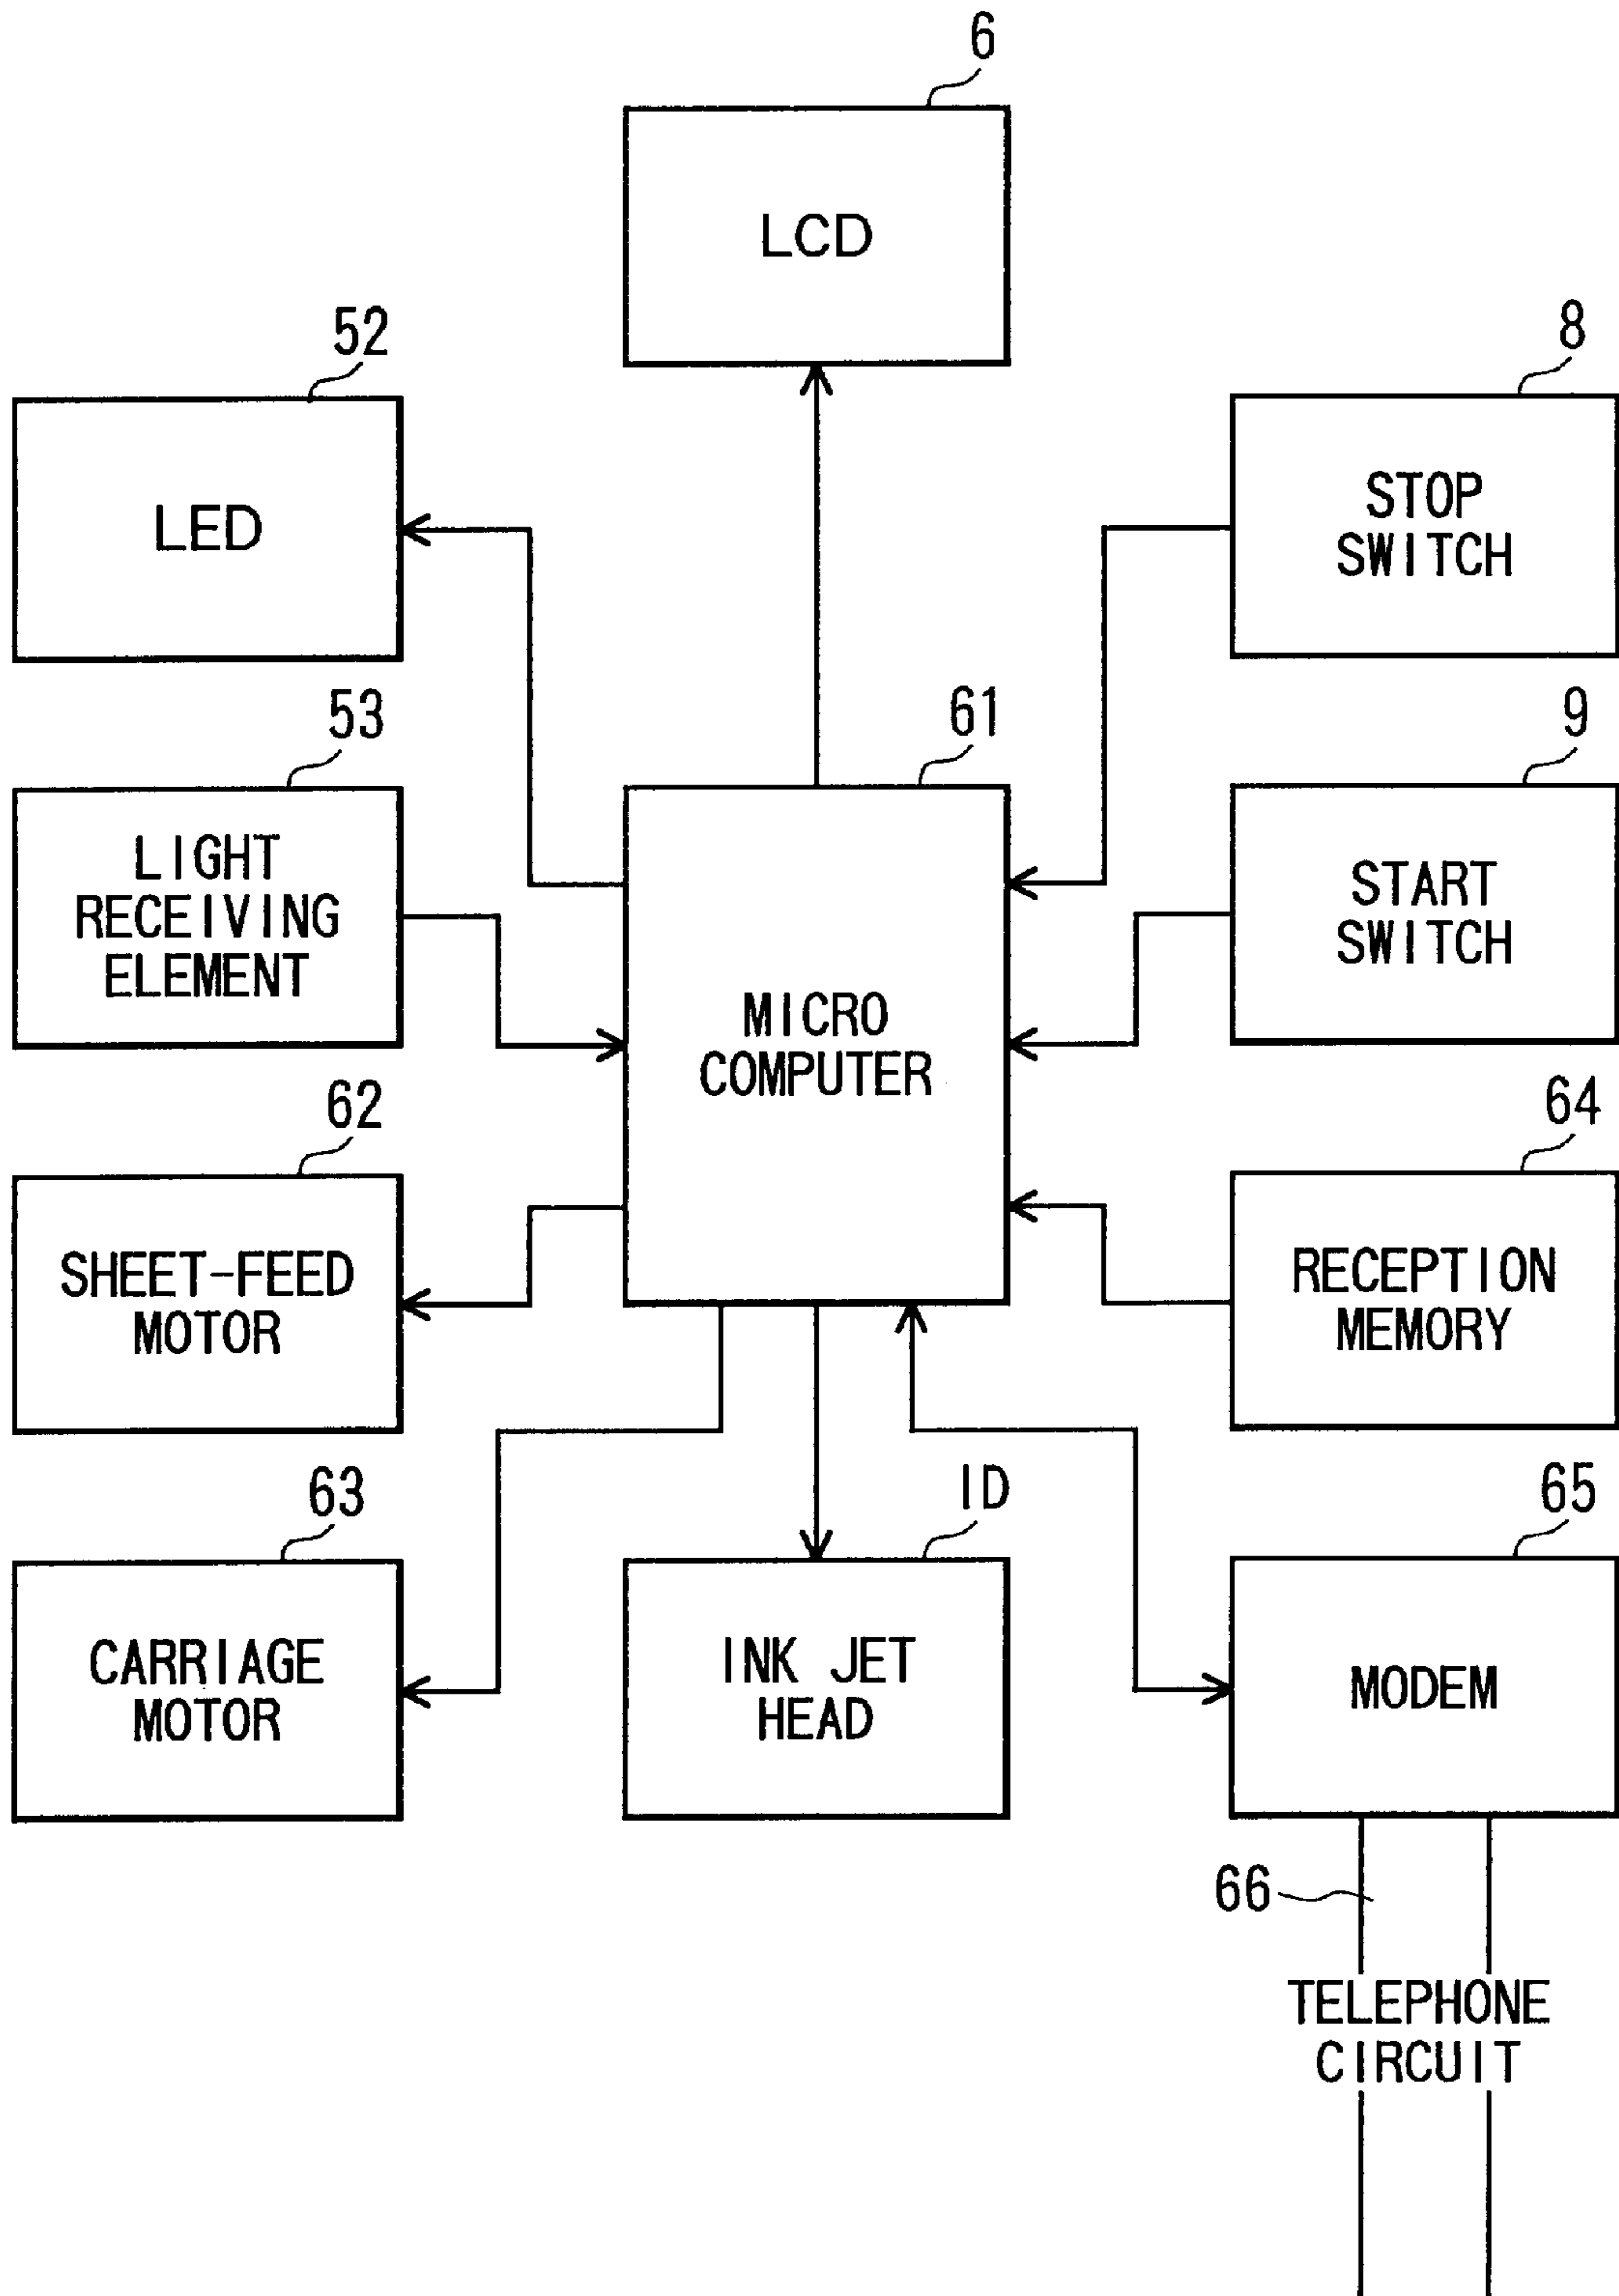 6
LCD
52
LED
8
STOP
SWITCH
53
LIGHT
RECEIVING
ELEMENT
61
MICRO
COMPUTER
9
START
SWITCH
62
SHEET-FEED
MOTOR
64
RECEPTION
MEMORY
63
CARRIAGE
MOTOR
ID
INK JET
HEAD
65
MODEM
66
TELEPHONE
CIRCUIT